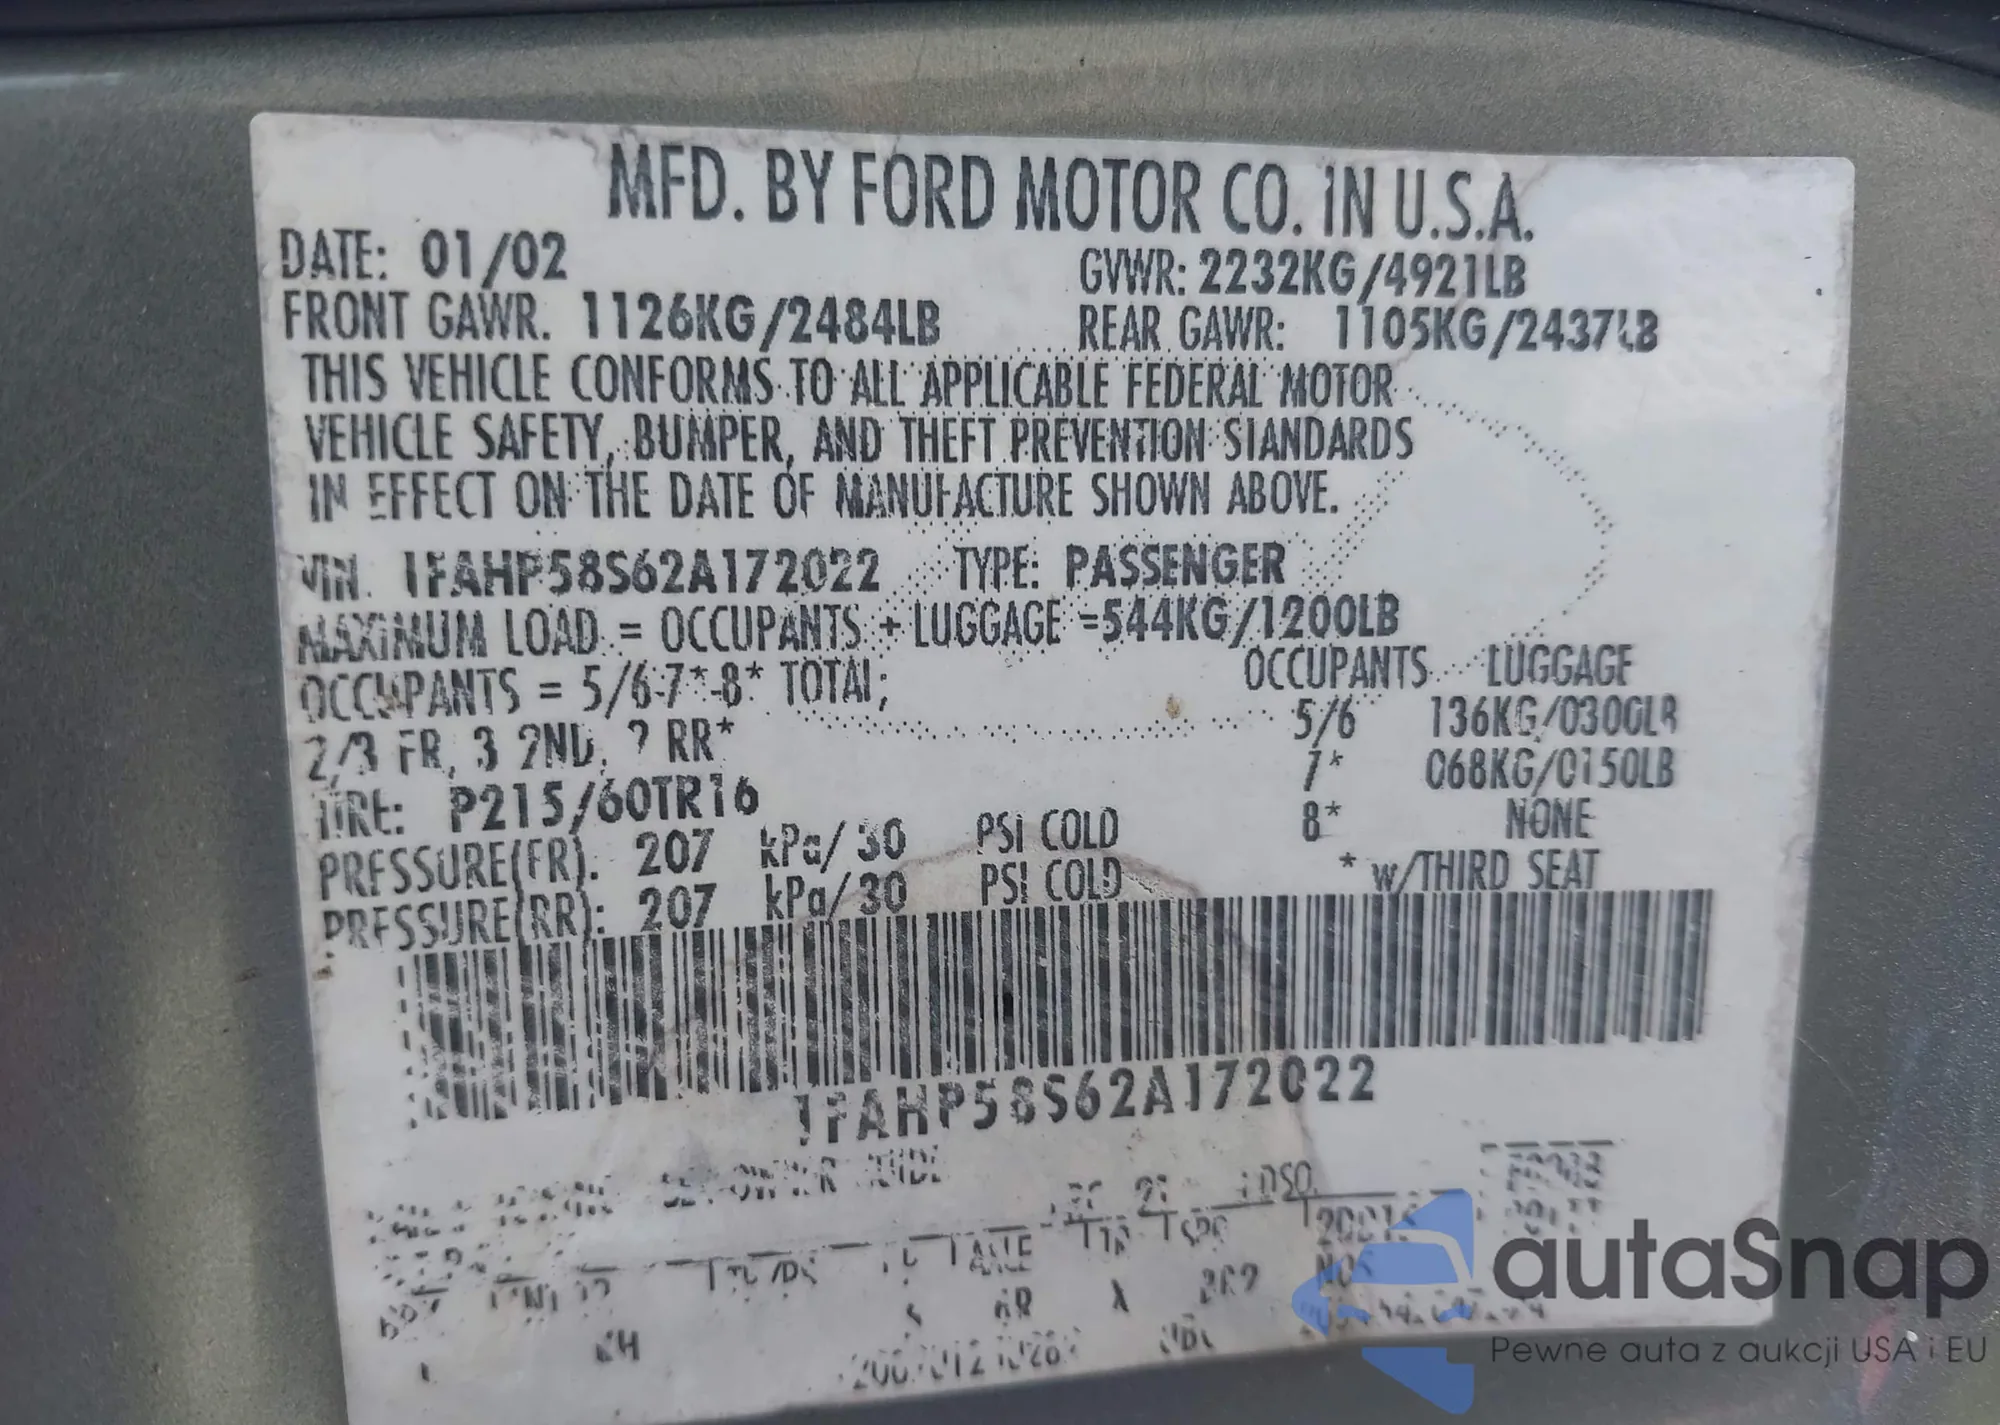 MFD. BY FORD MOTOR CO. IN U.S.A.
DATE: 01/02 GVWR: 2232KG/4921LB
FRONT GAWR. 1126KG/2484LB REAR GAWR: 1105KG/2437LB
THIS VEHICLE CONFORMS TO ALL APPLICABLE FEDERAL MOTOR
VEHICLE SAFETY, BUMPER, AND THEFT PREVENTION STANDARDS
IN EFFECT ON THE DATE OF MANUFACTURE SHOWN ABOVE.
VIN. 1FAHP58S62A172022 TYPE: PASSENGER
MAXIMUM LOAD = OCCUPANTS + LUGGAGE =544KG/1200LB
OCCUPANTS = 5/6-7*-8* TOTAL; OCCUPANTS LUGGAGE
2/3 FR, 3 2ND, 2 RR* 5/6 136KG/0300LB
7* 068KG/0150LB
TIRE: P215/60TR16 8* NONE
PRESSURE(FR). 207 kPa/ 30 PSI COLD
* w/THIRD SEAT
PRESSURE(RR): 207 kPa/ 30 PSI COLD
1FAHP58S62A172022
AXLE TR SPR
autaSnap
Pewne auta z aukcji USA i EU